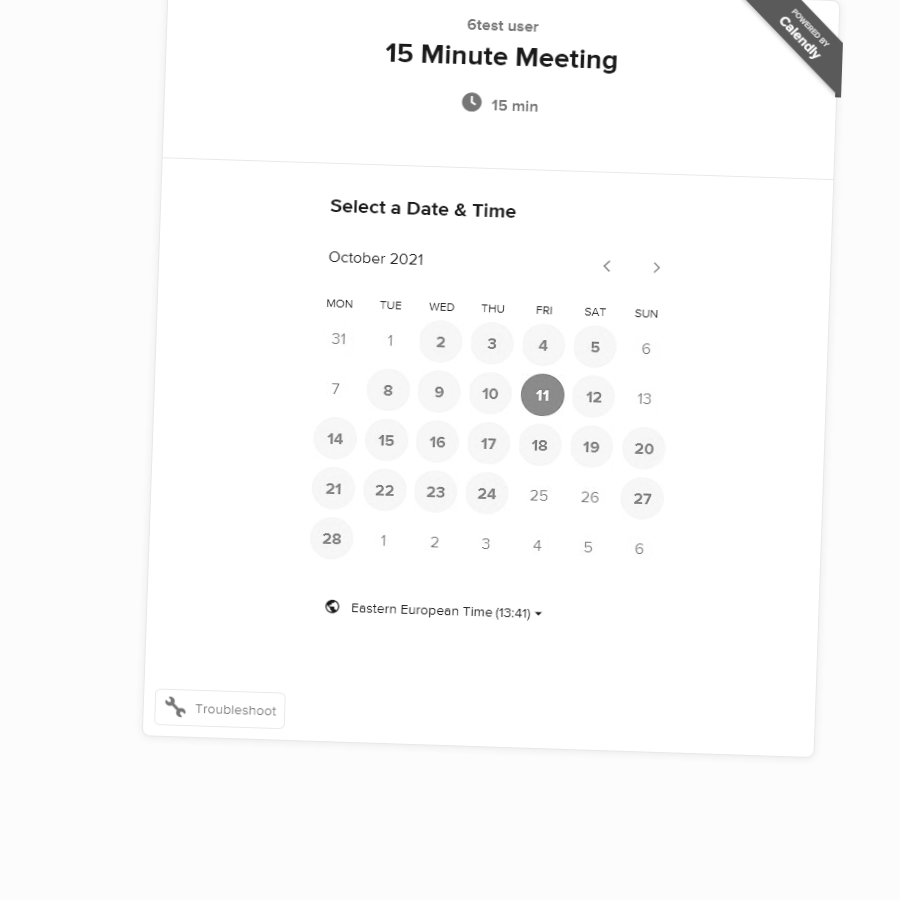 6test user
15 Minute Meeting
15 min
POWERED BY
Calendly
Select a Date & Time
October 2021
MON TUE WED THU FRI SAT SUN
31 1 2 3 4 5 6
7 8 9 10 11 12 13
14 15 16 17 18 19 20
21 22 23 24 25 26 27
28 1 2 3 4 5 6
Eastern European Time (13:41)
Troubleshoot